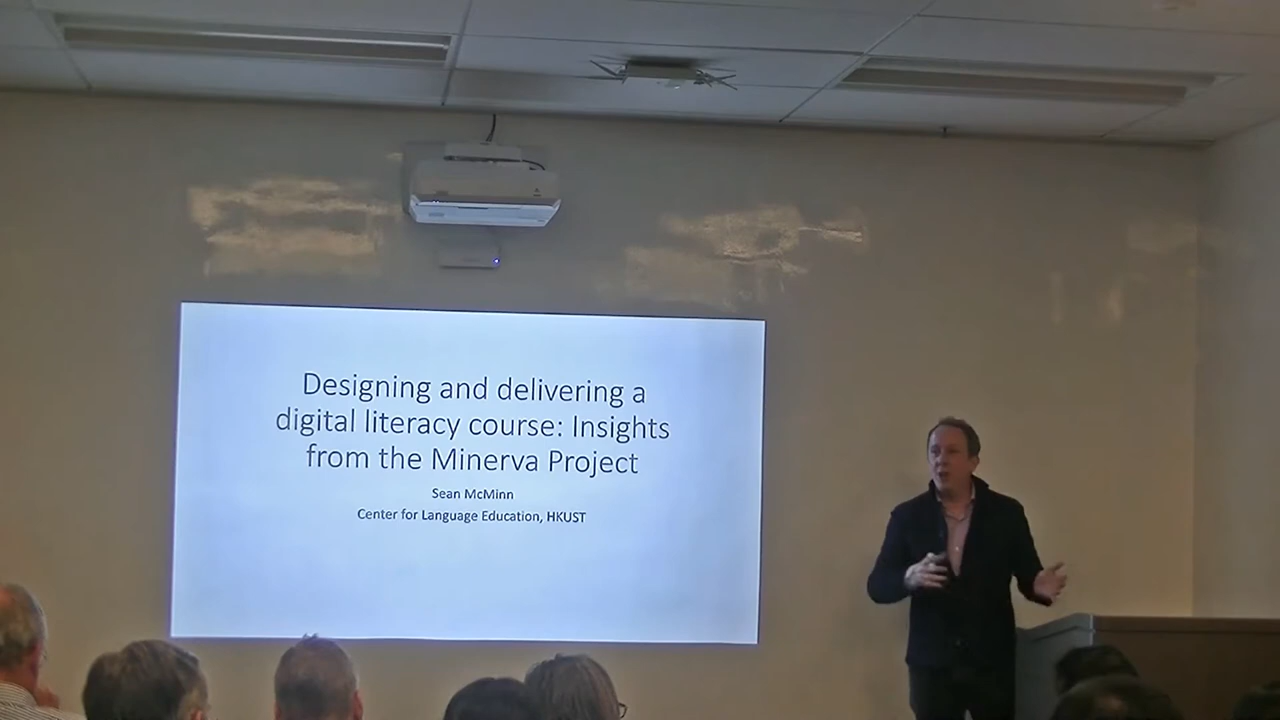 Designing and delivering a
digital literacy course: Insights
from the Minerva Project
Sean McMinn
Center for Language Education, HKUST